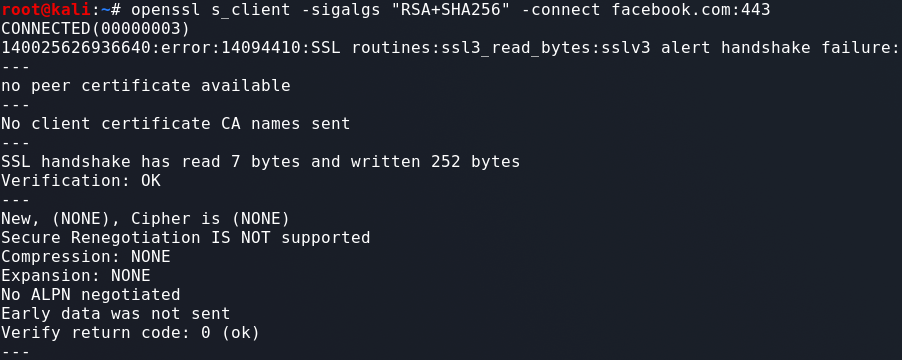 root@kali:~# openssl s_client -sigalgs "RSA+SHA256" -connect facebook.com:443
CONNECTED(00000003)
140025626936640:error:14094410:SSL routines:ssl3_read_bytes:sslv3 alert handshake failure:
---
no peer certificate available
---
No client certificate CA names sent
---
SSL handshake has read 7 bytes and written 252 bytes
Verification: OK
---
New, (NONE), Cipher is (NONE)
Secure Renegotiation IS NOT supported
Compression: NONE
Expansion: NONE
No ALPN negotiated
Early data was not sent
Verify return code: 0 (ok)
---